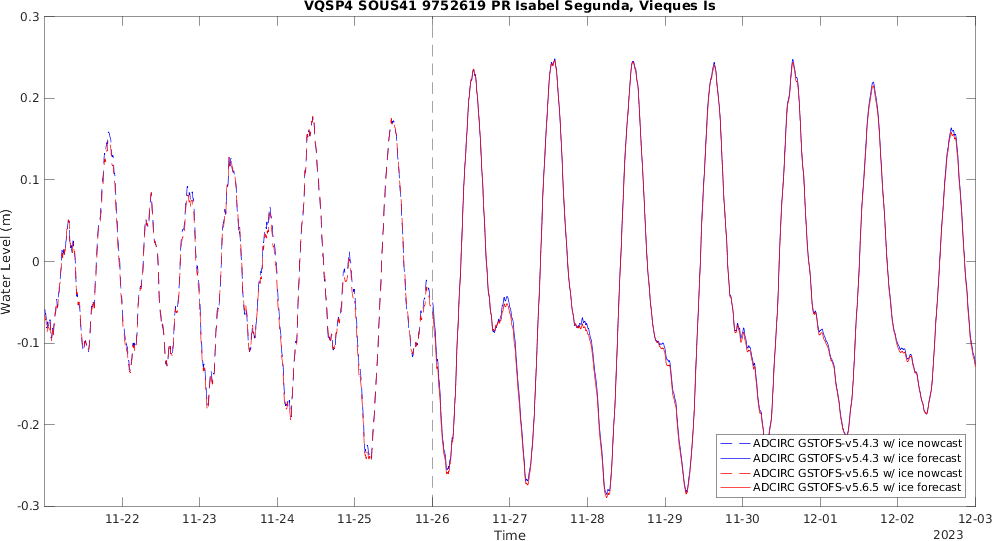 VQSP4 SOUS41 9752619 PR Isabel Segunda, Vieques Is
0.3
0.2
0.1
0
-0.1
-0.2
-0.3
Water Level (m)
11-22
11-23
11-24
11-25
11-26
11-27
11-28
11-29
11-30
12-01
12-02
12-03
Time
2023
ADCIRC GSTOFS-v5.4.3 w/ ice nowcast
ADCIRC GSTOFS-v5.4.3 w/ ice forecast
ADCIRC GSTOFS-v5.6.5 w/ ice nowcast
ADCIRC GSTOFS-v5.6.5 w/ ice forecast